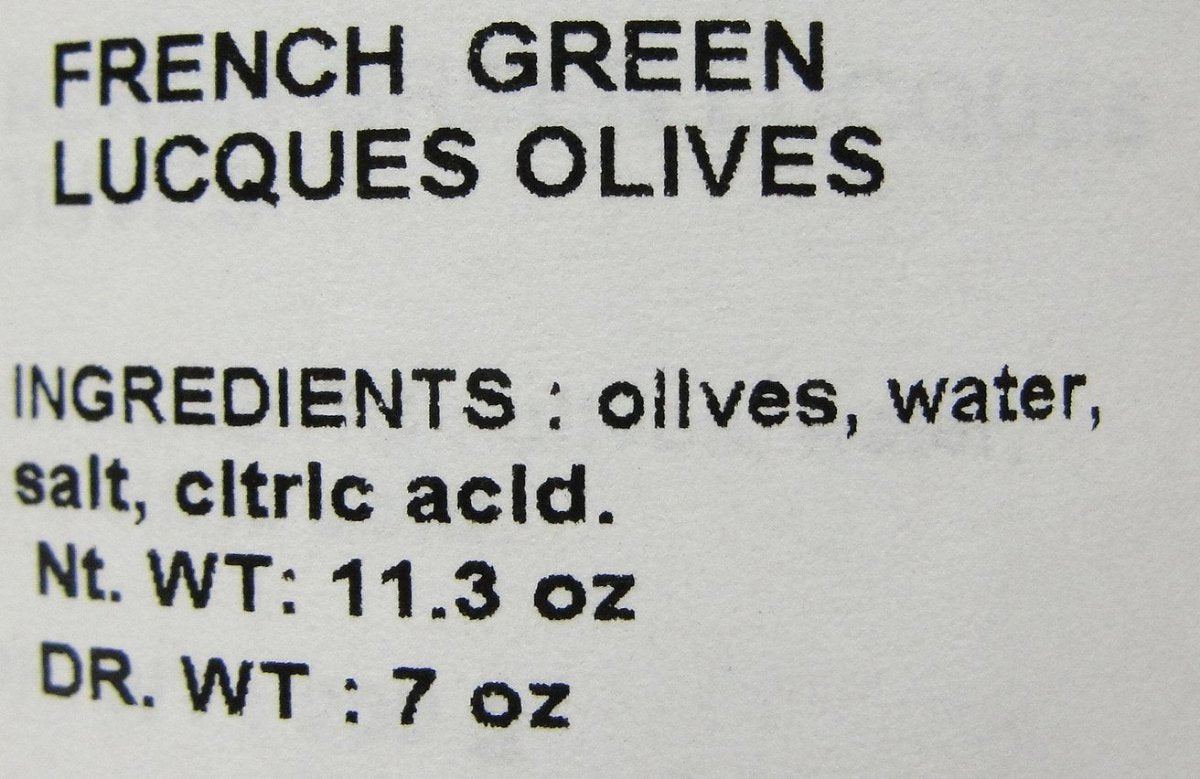 FRENCH GREEN
LUCQUES OLIVES
INGREDIENTS : olives, water,
salt, citric acid.
Nt. WT: 11.3 oz
DR. WT : 7 oz